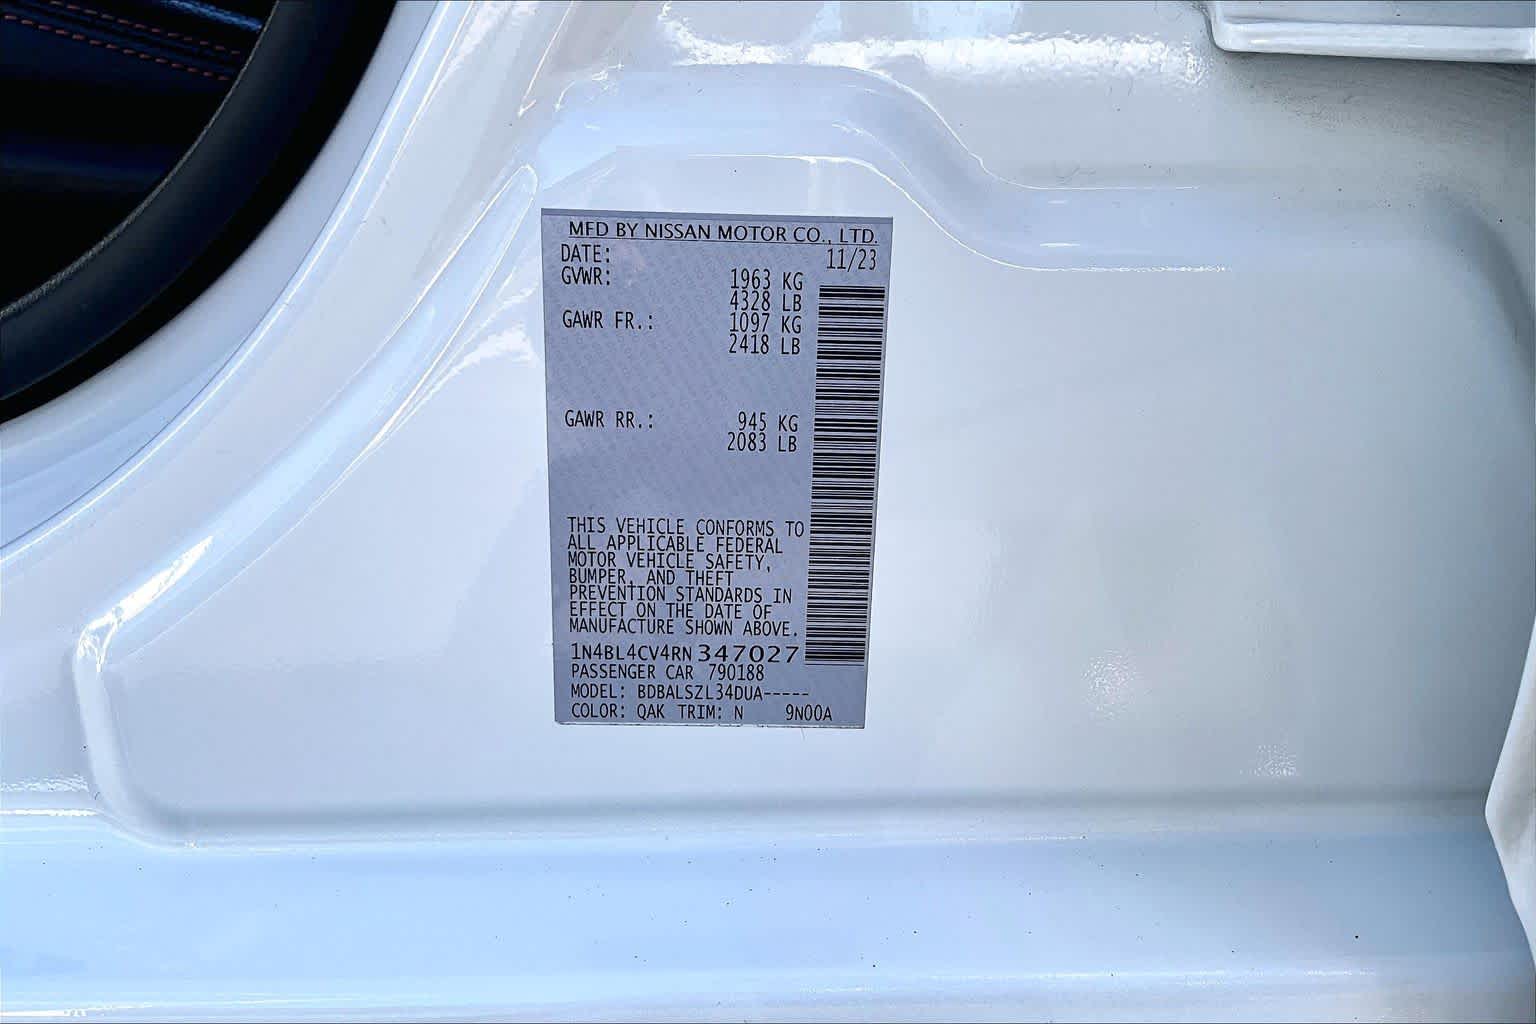 MFD BY NISSAN MOTOR CO., LTD.
DATE: 11/23
GVWR: 1963 KG
4328 LB
GAWR FR.: 1097 KG
2418 LB
GAWR RR.: 945 KG
2083 LB
THIS VEHICLE CONFORMS TO
ALL APPLICABLE FEDERAL
MOTOR VEHICLE SAFETY,
BUMPER, AND THEFT
PREVENTION STANDARDS IN
EFFECT ON THE DATE OF
MANUFACTURE SHOWN ABOVE.
1N4BL4CV4RN347027
PASSENGER CAR 790188
MODEL: BDBALSZL34DUA-----
COLOR: QAK TRIM: N 9N00A